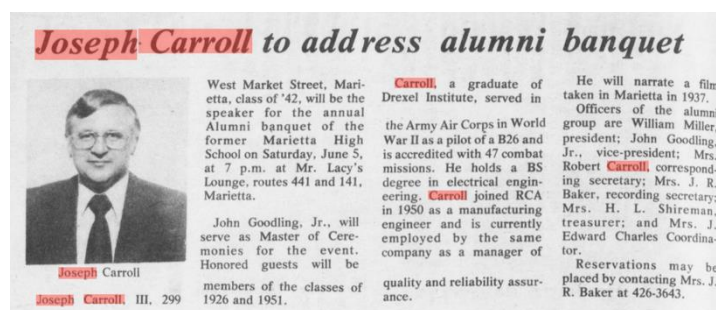 Joseph Carroll to address alumni banquet
Joseph Carroll
Joseph Carroll, III, 299
West Market Street, Mari-
etta, class of '42, will be the
speaker for the annual
Alumni banquet of the
former Marietta High
School on Saturday, June 5,
at 7 p.m. at Mr. Lacy's
Lounge, routes 441 and 141,
Marietta.
John Goodling, Jr., will
serve as Master of Cere-
monies for the event.
Honored guests will be
members of the classes of
1926 and 1951.
Carroll, a graduate of
Drexel Institute, served in
the Army Air Corps in World
War II as a pilot of a B26 and
is accredited with 47 combat
missions. He holds a BS
degree in electrical engin-
eering. Carroll joined RCA
in 1950 as a manufacturing
engineer and is currently
employed by the same
company as a manager of
quality and reliability assur-
ance.
He will narrate a film
taken in Marietta in 1937.
Officers of the alumni
group are William Miller
president; John Goodling,
Jr., vice-president; Mrs.
Robert Carroll, correspond-
ing secretary; Mrs. J. R.
Baker, recording secretary;
Mrs. H. L. Shireman,
treasurer; and Mrs. J.
Edward Charles Coordina-
tor.
Reservations may be
placed by contacting Mrs. J.
R. Baker at 426-3643.